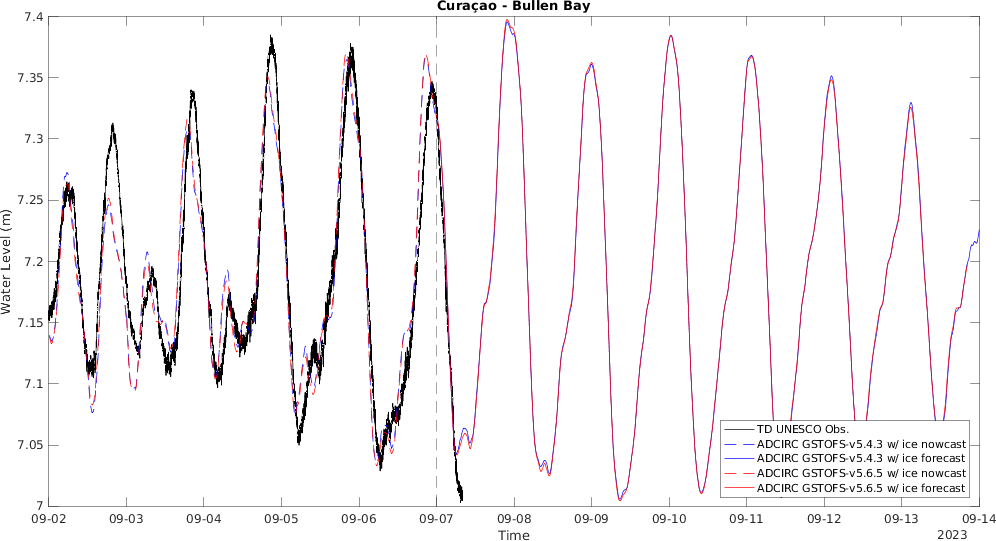 Curaçao - Bullen Bay
7.4
7.35
7.3
7.25
7.2
7.15
7.1
7.05
7
Water Level (m)
TD UNESCO Obs.
ADCIRC GSTOFS-v5.4.3 w/ ice nowcast
ADCIRC GSTOFS-v5.4.3 w/ ice forecast
ADCIRC GSTOFS-v5.6.5 w/ ice nowcast
ADCIRC GSTOFS-v5.6.5 w/ ice forecast
09-02 09-03 09-04 09-05 09-06 09-07 09-08 09-09 09-10 09-11 09-12 09-13 09-14
Time
2023